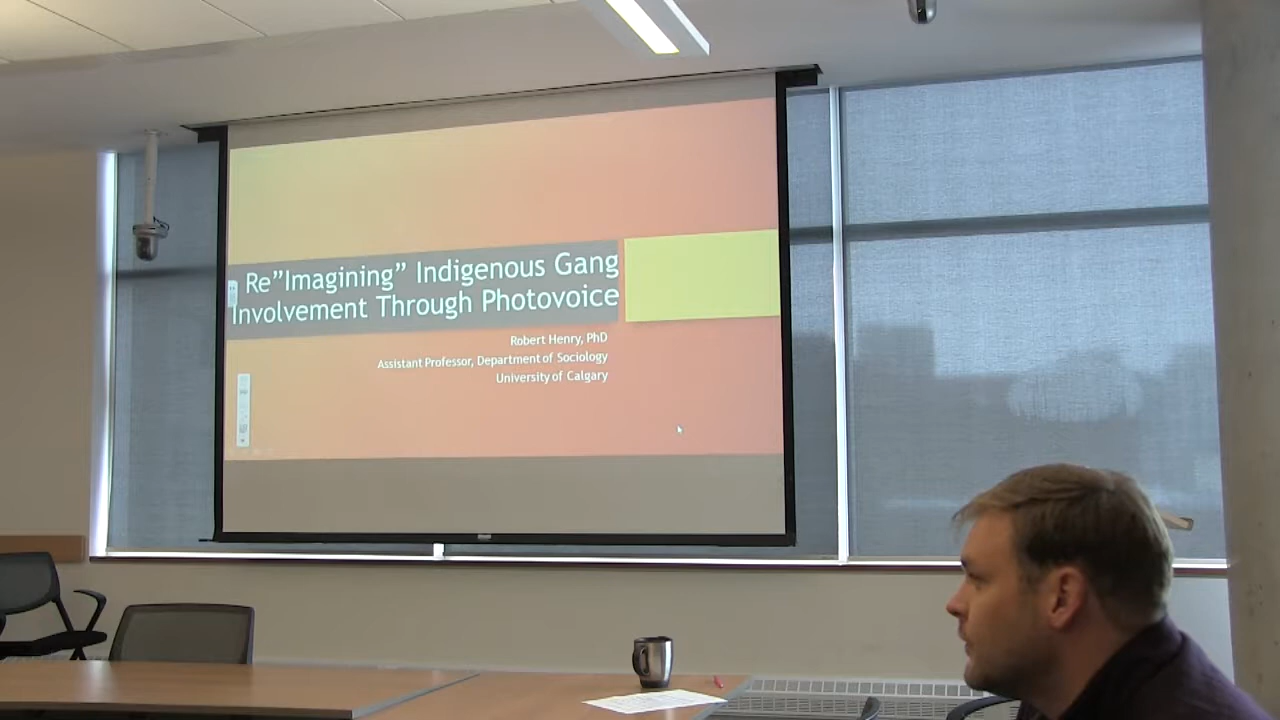 Re”Imagining” Indigenous Gang
Involvement Through Photovoice
Robert Henry, PhD
Assistant Professor, Department of Sociology
University of Calgary